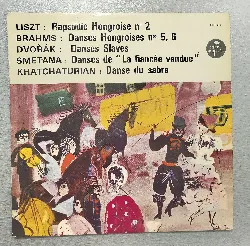 LISZT : Rapsodie Hongroise n° 2
BRAHMS : Danses Hongroises nos 5, 6
DVOŘÁK : Danses Slaves
SMETANA : Danses de "La fiancée vendue"
KHATCHATURIAN : Danse du sabre